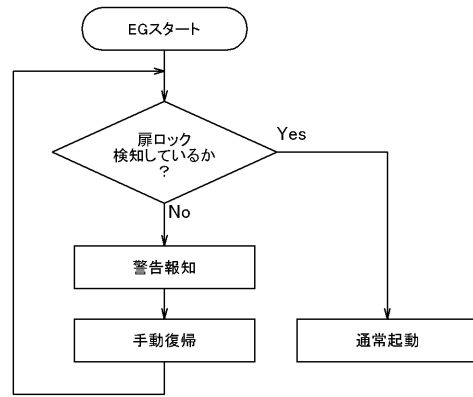 EGスタート
扉ロック
検知しているか
?
Yes
No
警告報知
手動復帰
通常起動